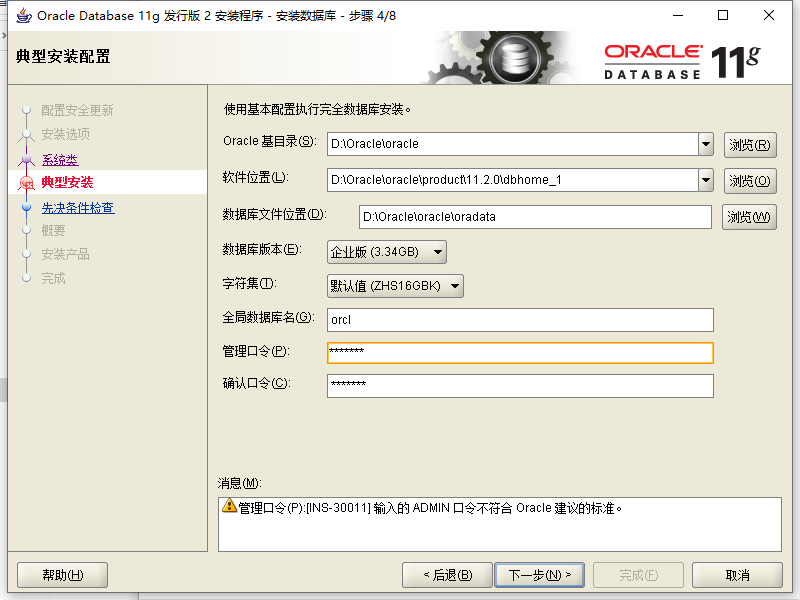 Oracle Database 11g 发行版 2 安装程序 - 安装数据库 - 步骤 4/8
典型安装配置
ORACLE
DATABASE 11g
配置安全更新
安装选项
系统类
典型安装
先决条件检查
概要
安装产品
完成
使用基本配置执行完全数据库安装。
Oracle 基目录(S): D:\Oracle\oracle 浏览(R)
软件位置(L): D:\Oracle\oracle\product\11.2.0\dbhome_1 浏览(O)
数据库文件位置(D): D:\Oracle\oracle\oradata 浏览(W)
数据库版本(E): 企业版 (3.34GB)
字符集(T): 默认值 (ZHS16GBK)
全局数据库名(G): orcl
管理口令(P): *******
确认口令(C): *******
消息(M):
管理口令(P):[INS-30011] 输入的 ADMIN 口令不符合 Oracle 建议的标准。
帮助(H) < 后退(B) 下一步(N) > 完成(F) 取消